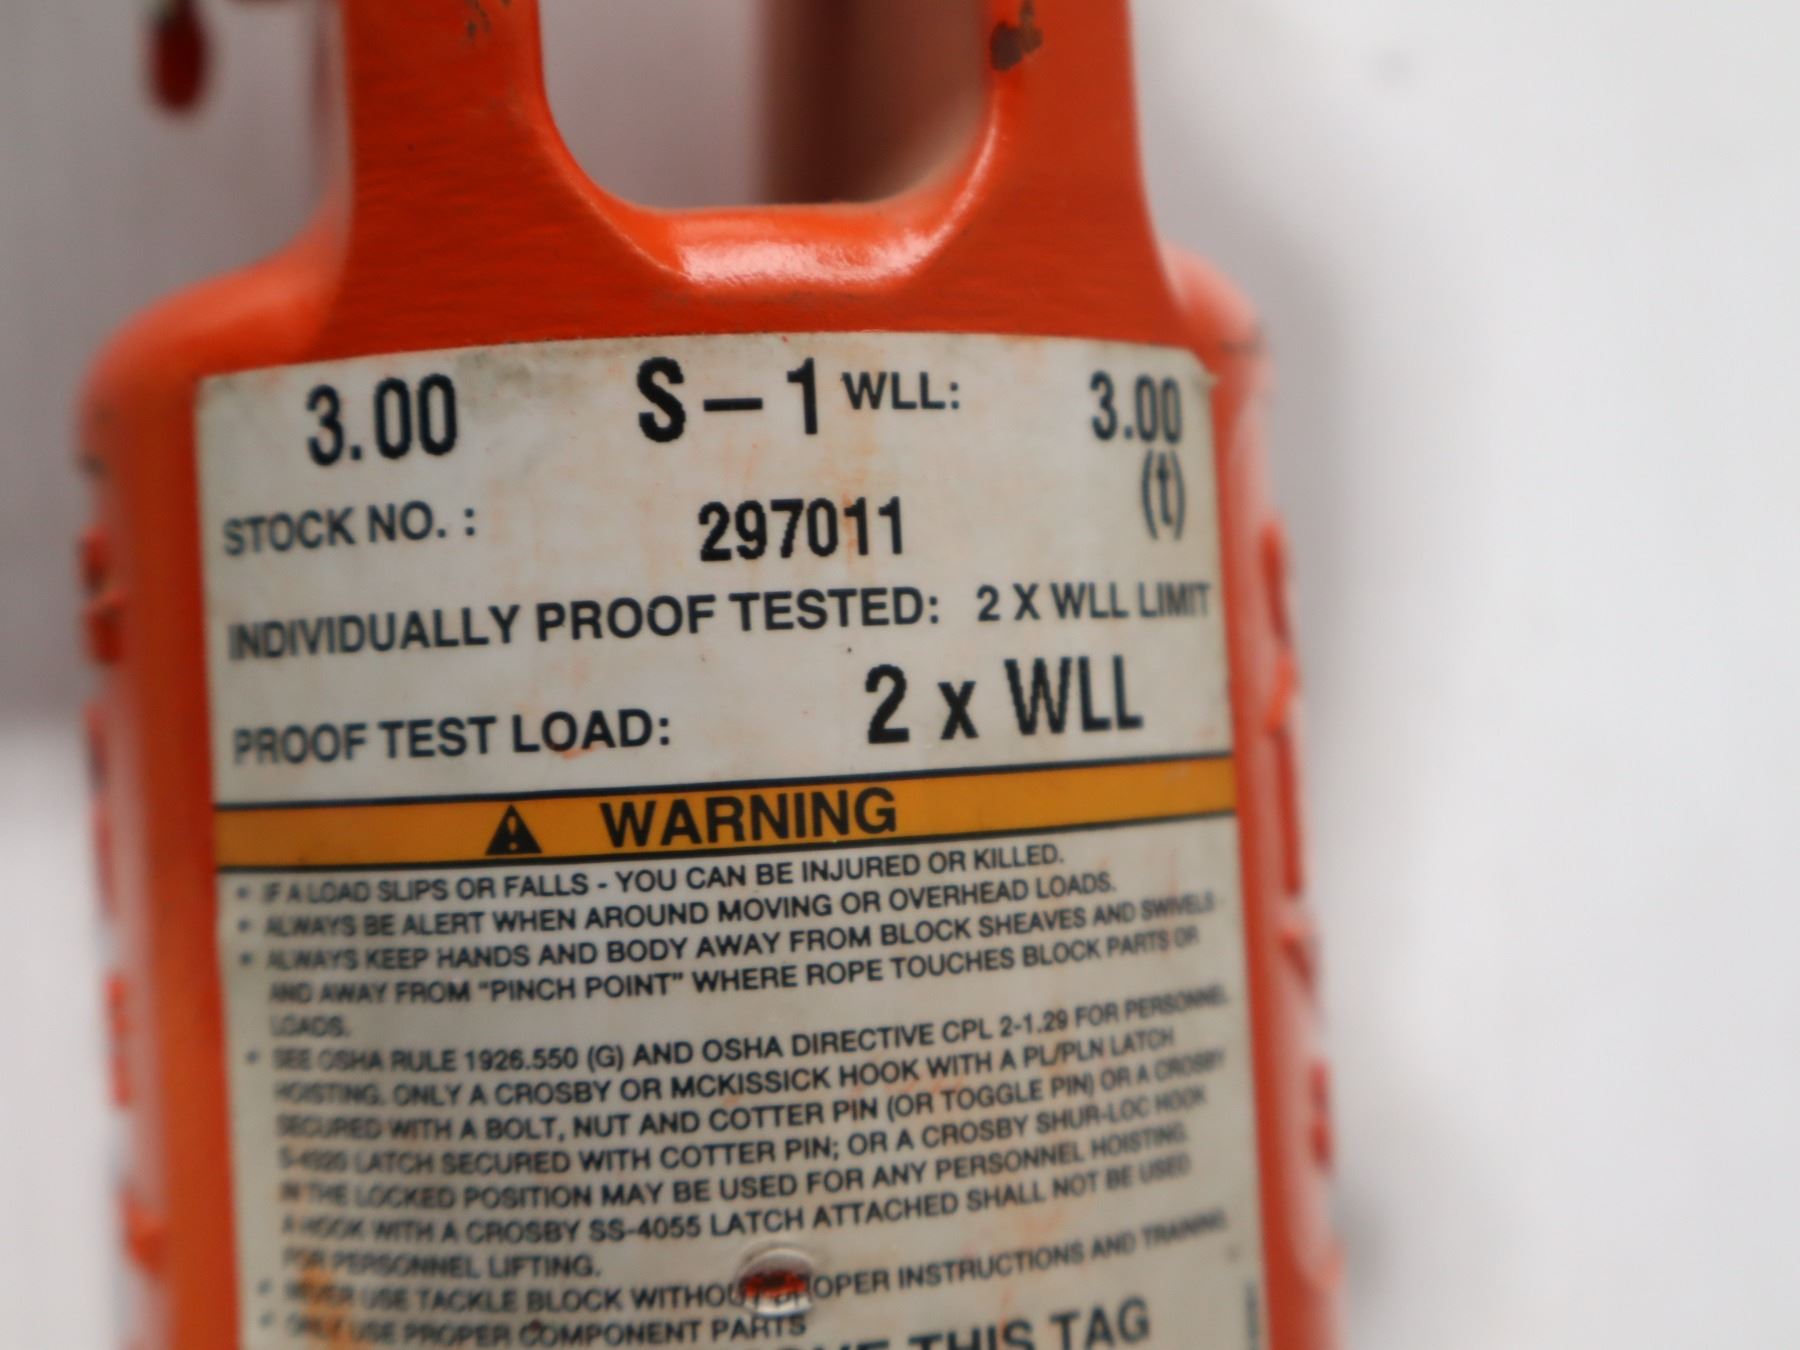 3.00 S-1 WLL: 3.00
(t)
STOCK NO. : 297011
INDIVIDUALLY PROOF TESTED: 2 X WLL LIMIT
PROOF TEST LOAD: 2 x WLL
WARNING
• IF A LOAD SLIPS OR FALLS - YOU CAN BE INJURED OR KILLED.
• ALWAYS BE ALERT WHEN AROUND MOVING OR OVERHEAD LOADS.
• ALWAYS KEEP HANDS AND BODY AWAY FROM BLOCK SHEAVES AND SWIVELS -
AND AWAY FROM "PINCH POINT" WHERE ROPE TOUCHES BLOCK PARTS OR
LOADS.
• SEE OSHA RULE 1926.550 (G) AND OSHA DIRECTIVE CPL 2-1.29 FOR PERSONNEL
HOISTING. ONLY A CROSBY OR MCKISSICK HOOK WITH A PL/PLN LATCH
SECURED WITH A BOLT, NUT AND COTTER PIN (OR TOGGLE PIN) OR A CROSBY
S-4320 LATCH SECURED WITH COTTER PIN; OR A CROSBY SHUR-LOC HOOK
IN THE LOCKED POSITION MAY BE USED FOR ANY PERSONNEL HOISTING.
A HOOK WITH A CROSBY SS-4055 LATCH ATTACHED SHALL NOT BE USED
FOR PERSONNEL LIFTING.
• NEVER USE TACKLE BLOCK WITHOUT PROPER INSTRUCTIONS AND TRAINING
• ONLY USE PROPER COMPONENT PARTS
THIS TAG